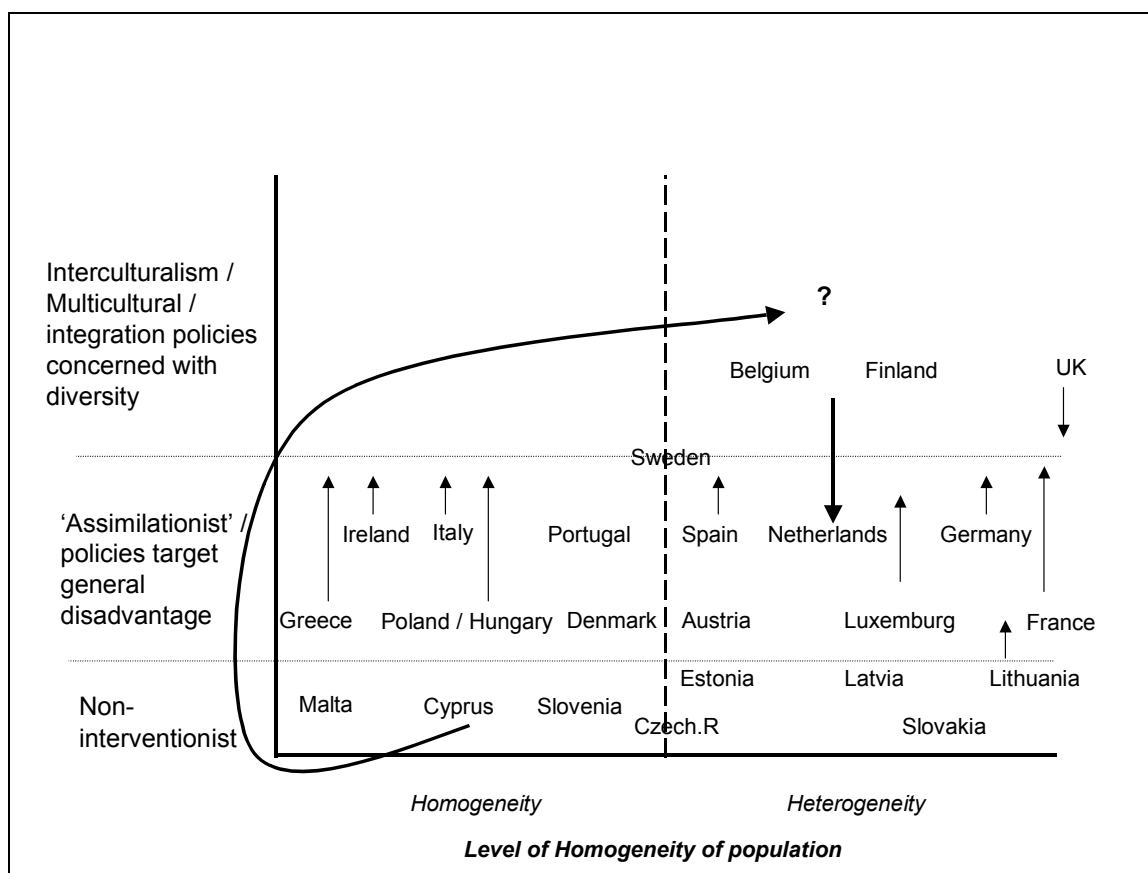 Interculturalism /
Multicultural /
integration policies
concerned with
diversity
?
Belgium
Finland
UK
Sweden
‘Assimilationist’ /
policies target
general
disadvantage
Ireland
Italy
Portugal
Spain
Netherlands
Germany
Greece
Poland / Hungary
Denmark
Austria
Luxemburg
France
Non-
interventionist
Malta
Cyprus
Slovenia
Estonia
Latvia
Lithuania
Czech.R
Slovakia
Homogeneity
Heterogeneity
Level of Homogeneity of population